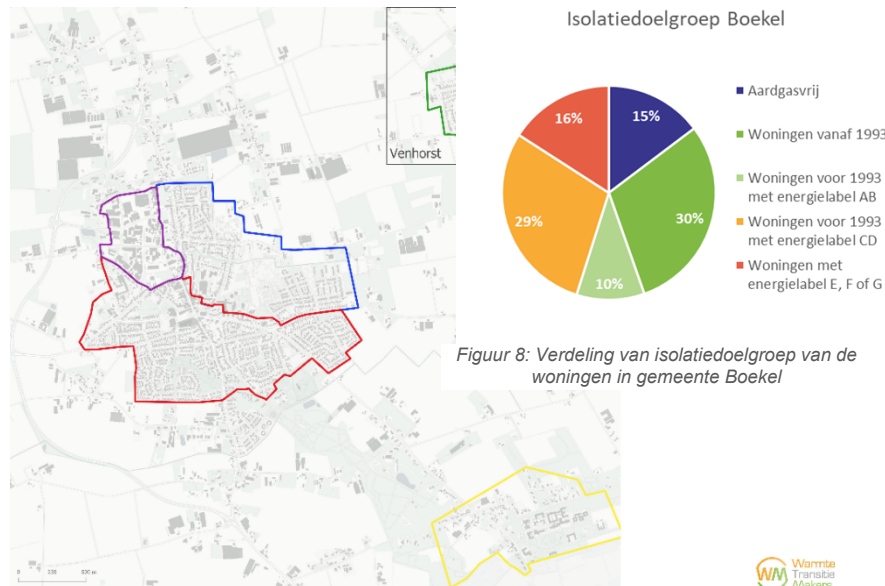 Isolatiedoelgroep Boekel
Venhorst
15%
30%
10%
29%
16%
Aardgasvrij
Woningen vanaf 1993
Woningen voor 1993
met energielabel AB
Woningen voor 1993
met energielabel CD
Woningen met
energielabel E, F of G
Figuur 8: Verdeling van isolatiedoelgroep van de
woningen in gemeente Boekel
WM
Warmte
Transitie
Makers